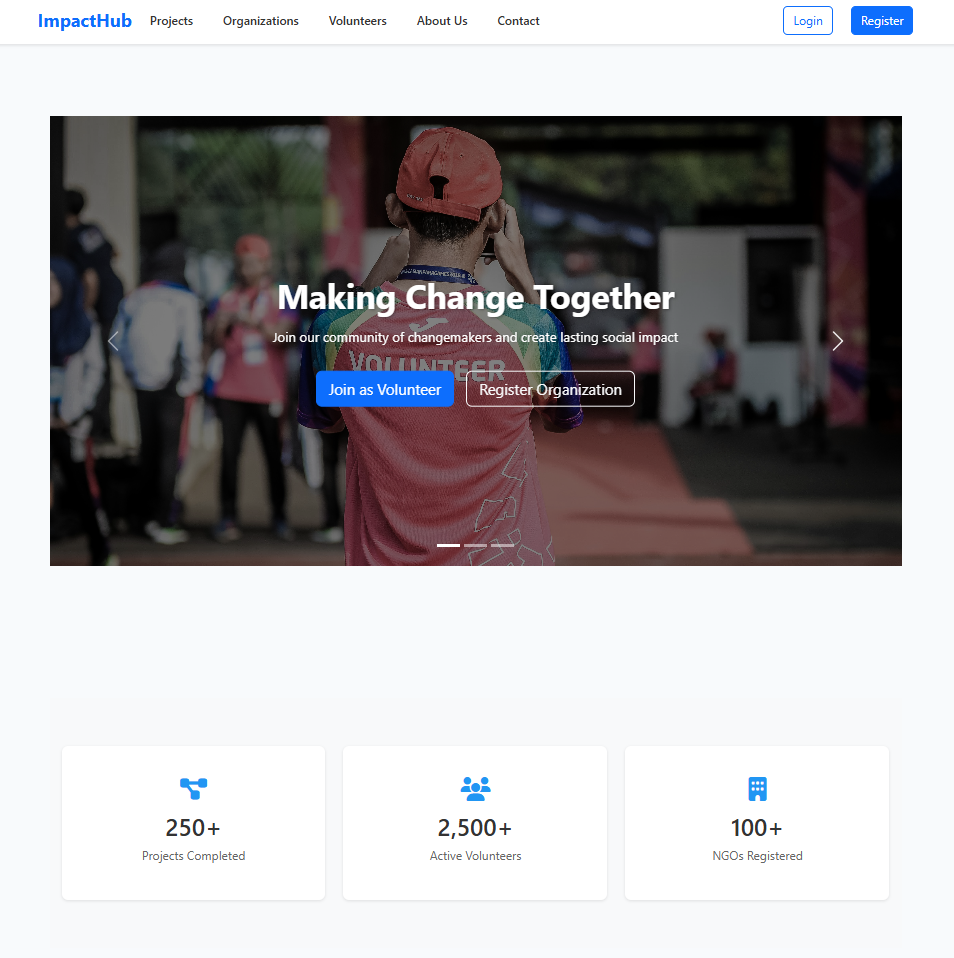 ImpactHub Projects Organizations Volunteers About Us Contact Login Register
Making Change Together
Join our community of changemakers and create lasting social impact
VOLUNTEER
Join as Volunteer Register Organization
250+ 2,500+ 100+
Projects Completed Active Volunteers NGOs Registered